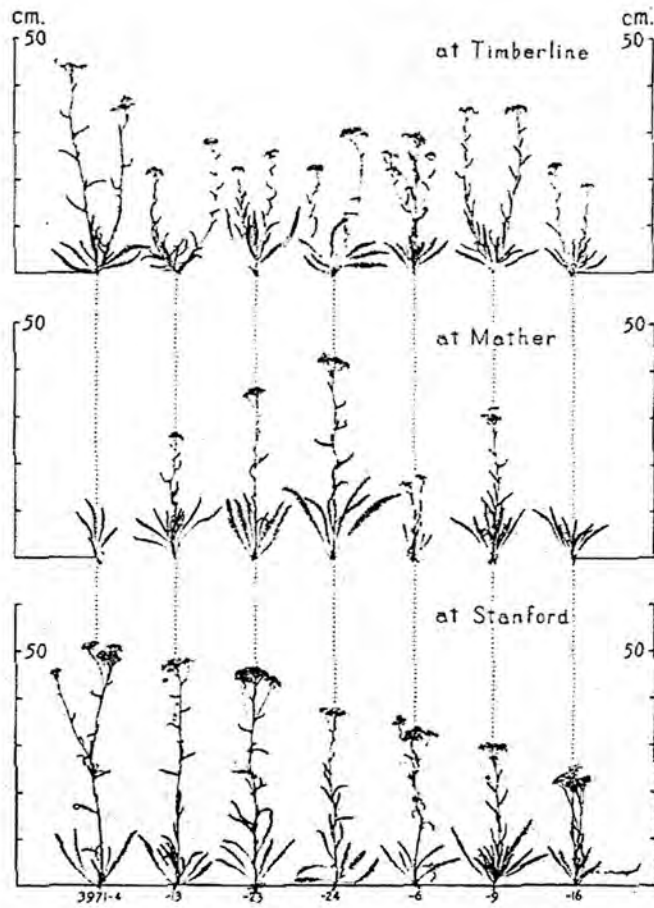 cm. cm.
50 at Timberline 50
50 at Mather 50
at Stanford
50 50
3971-4 -13 -23 -24 -6 -9 -16